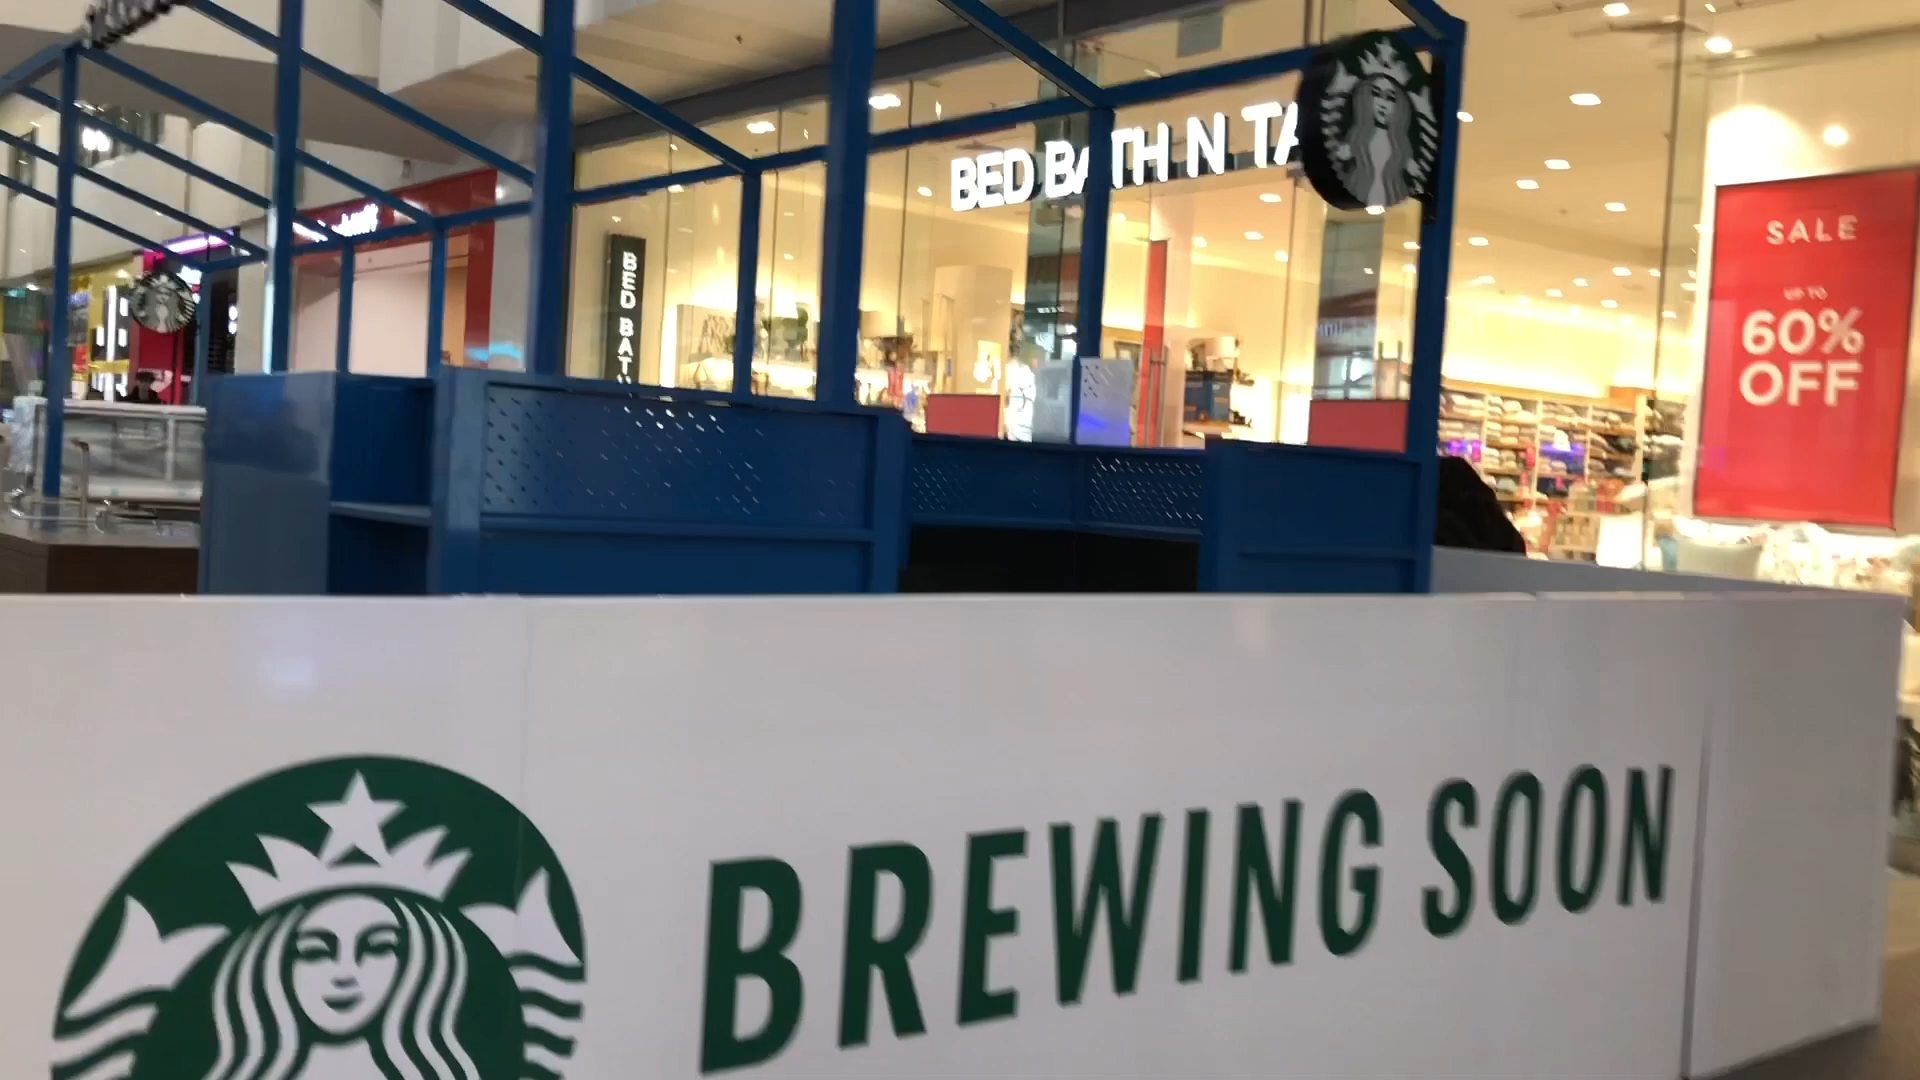 BED BATH N TA
BED BATH
SALE
UP TO
60%
OFF
BREWING SOON